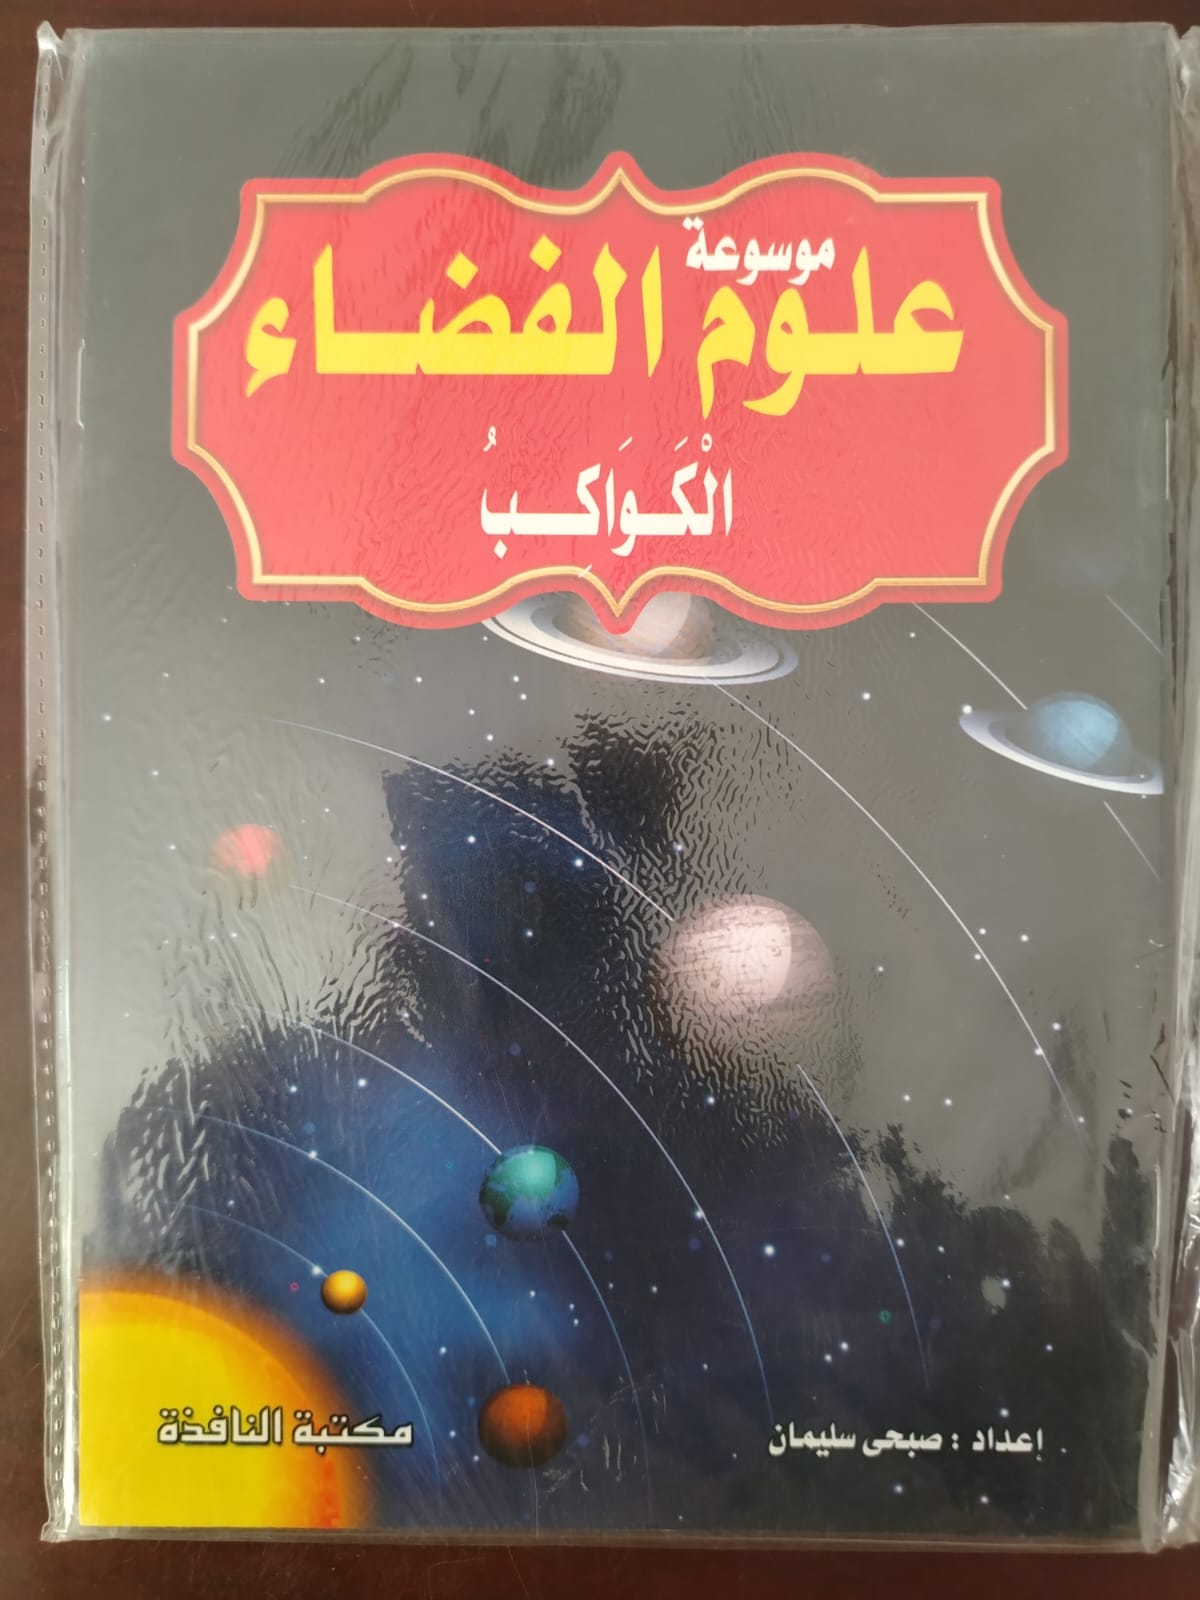 موسوعة
علوم الفضاء
الْكَوَاكِبُ
إعداد : صبحى سليمان
مكتبة النافذة